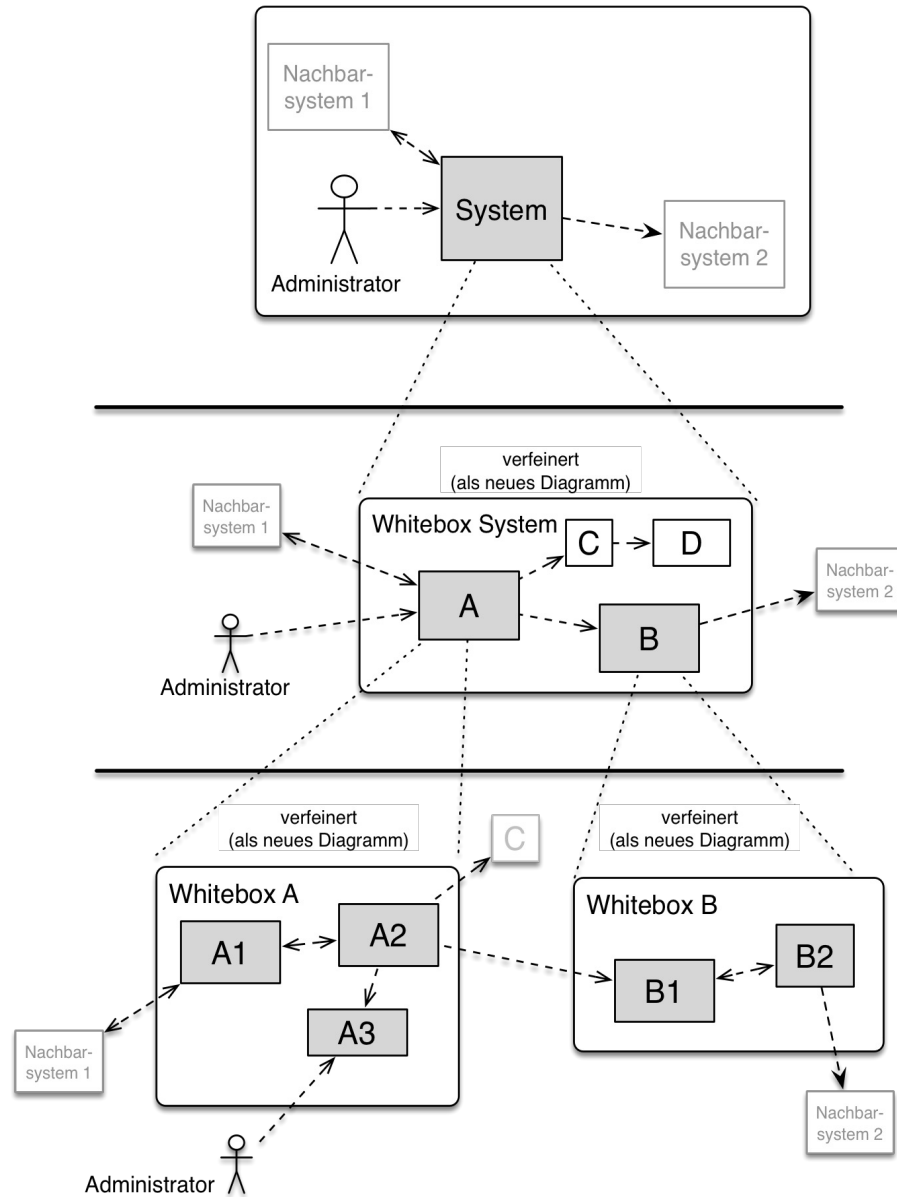 Nachbar-
system 1
System
Nachbar-
system 2
Administrator
verfeinert
(als neues Diagramm)
Nachbar-
system 1
Whitebox System
C
D
Nachbar-
system 2
A
B
Administrator
verfeinert
(als neues Diagramm)
verfeinert
(als neues Diagramm)
C
Whitebox A
Whitebox B
A1
A2
B1
B2
A3
Nachbar-
system 1
Nachbar-
system 2
Administrator